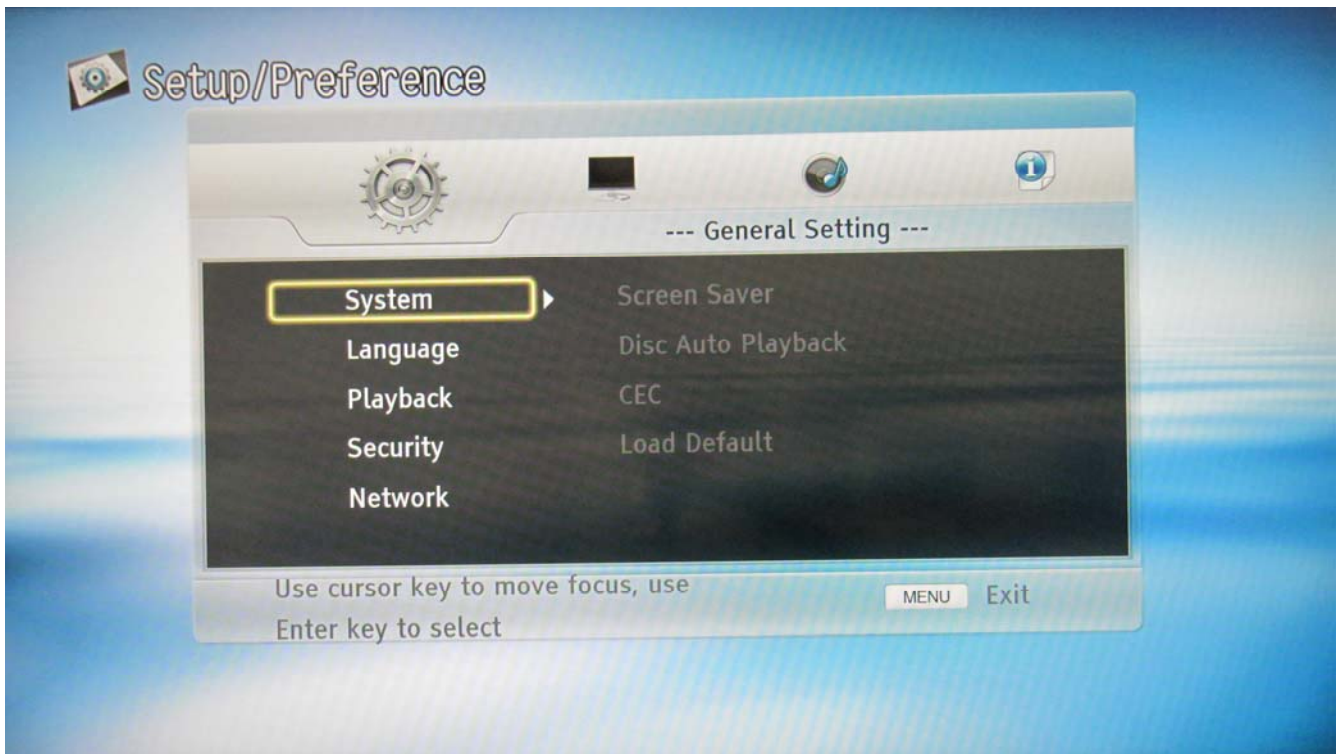 Setup/Preference
--- General Setting ---
System
Language
Playback
Security
Network
Screen Saver
Disc Auto Playback
CEC
Load Default
Use cursor key to move focus, use
Enter key to select
MENU Exit